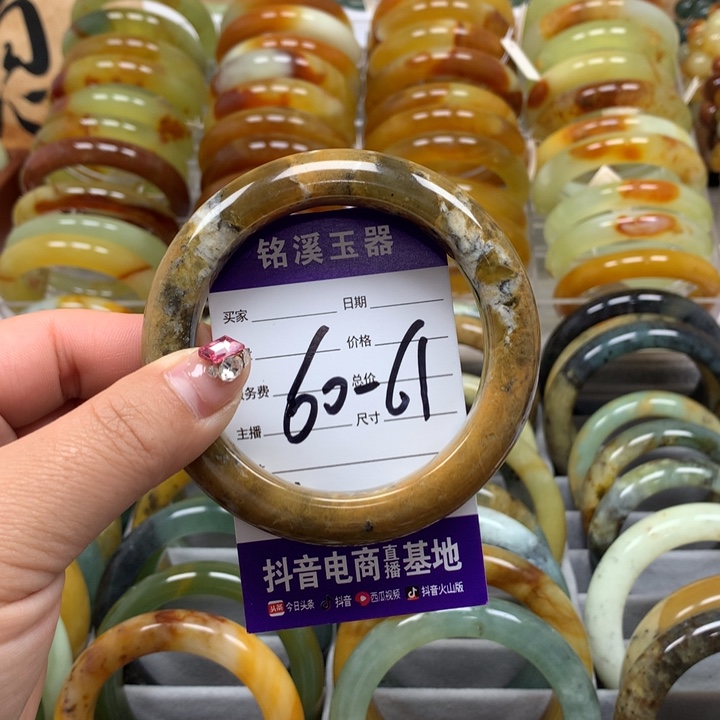 铭溪玉器
买家 日期
价格
务费 总价
60-61
主播 尺寸
抖音电商直播基地
头条 今日头条 抖音 西瓜视频 抖音火山版